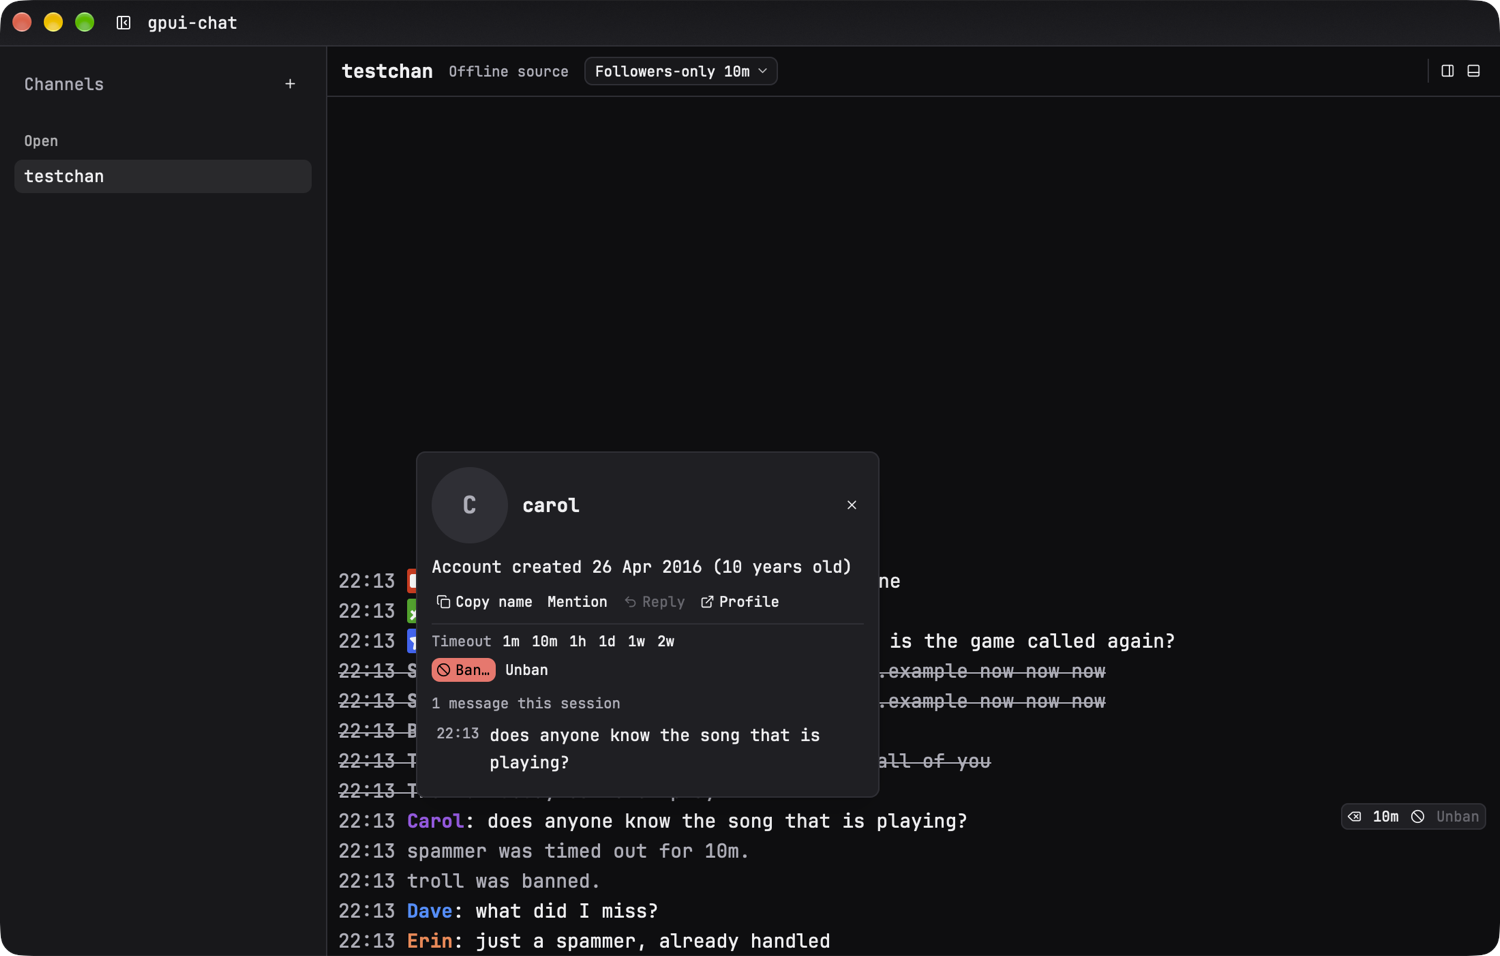 gpui-chat
Channels +
Open
testchan
testchan Offline source Followers-only 10m
C carol
Account created 26 Apr 2016 (10 years old)
Copy name Mention Reply Profile
Timeout 1m 10m 1h 1d 1w 2w
Ban… Unban
1 message this session
22:13 does anyone know the song that is
playing?
22:13 ne
22:13
22:13 is the game called again?
22:13 S .example now now now
22:13 S .example now now now
22:13 B
22:13 T all of you
22:13 T
22:13 Carol: does anyone know the song that is playing? 10m Unban
22:13 spammer was timed out for 10m.
22:13 troll was banned.
22:13 Dave: what did I miss?
22:13 Erin: just a spammer, already handled